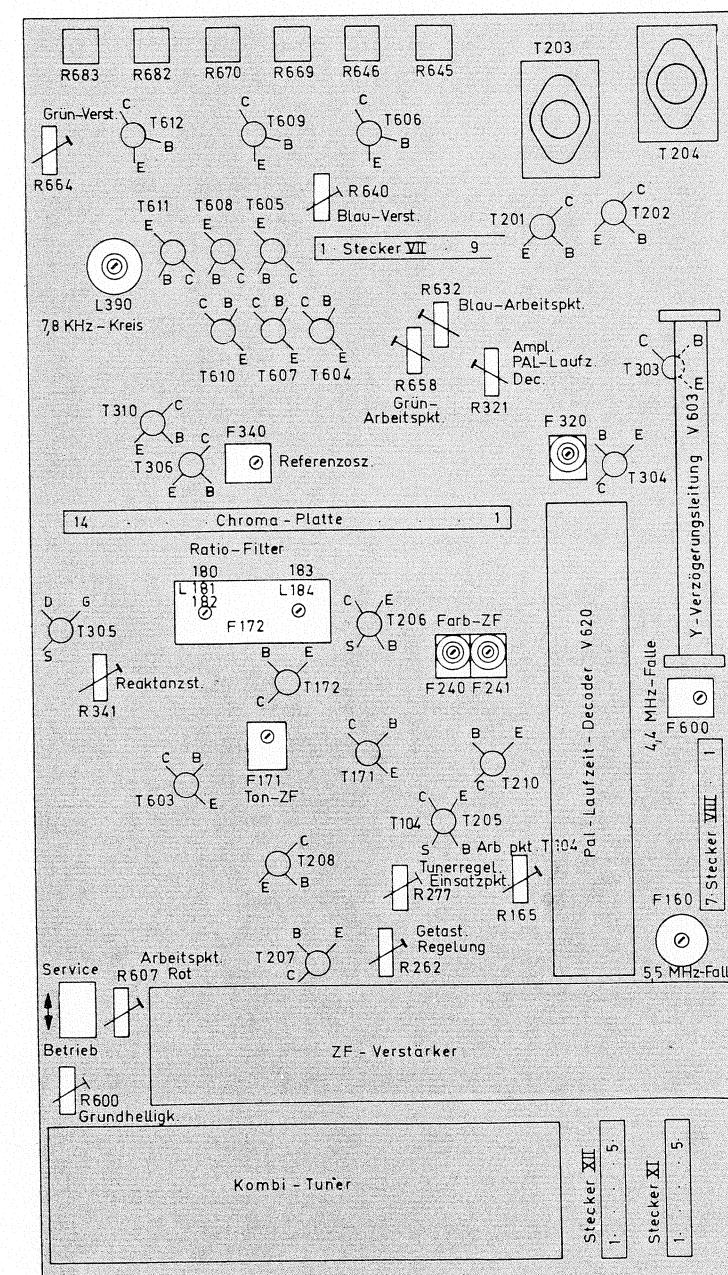 R683 R682 R670 R669 R646 R645
T203
T204
Grün-Verst.
R664
C T612 B E
C T609 B E
C T606 B E
R640
Blau-Verst.
T611 T608 T605
E E E
B C B C B C
1 · Stecker VII · 9
T201 C E B
C T202 E B
L390
7,8 KHz-Kreis
C B C B C B
E E E
T610 T607 T604
R632
Blau-Arbeitspkt.
R658
Grün-
Arbeitspkt.
Ampl.
PAL-Laufz.
Dec.
R321
C B
T303
E
Y-Verzögerungsleitung V603
T310 C B E
T306 C E B
F340
Referenzosz.
F320
B E
T304
C
14 · Chroma-Platte · 1
Ratio-Filter
180 183
L181 L184
182
F172
D G
T305
S
C E
T206
S B
Farb-ZF
F240 F241
R341
Reaktanzst.
B E
T172
C
Pal-Laufzeit-Decoder V620
4,4 MHz-Falle
F600
F171
Ton-ZF
C B
T171
E
B E
T210
C
C B
T603
E
C E
T104 T205
S B
Arb.pkt. T104
7· Stecker VIII · 1
C
T208
E B
Tunerregel.
Einsatzpkt.
R277
R165
F160
5,5 MHz-Fall
B E
T207
C
Getast.
Regelung
R262
Service
Betrieb
Arbeitspkt.
R607 Rot
ZF-Verstärker
R600
Grundhelligk.
Kombi-Tuner
Stecker XII
1· · · · 5·
Stecker XI
1· · · · 5·